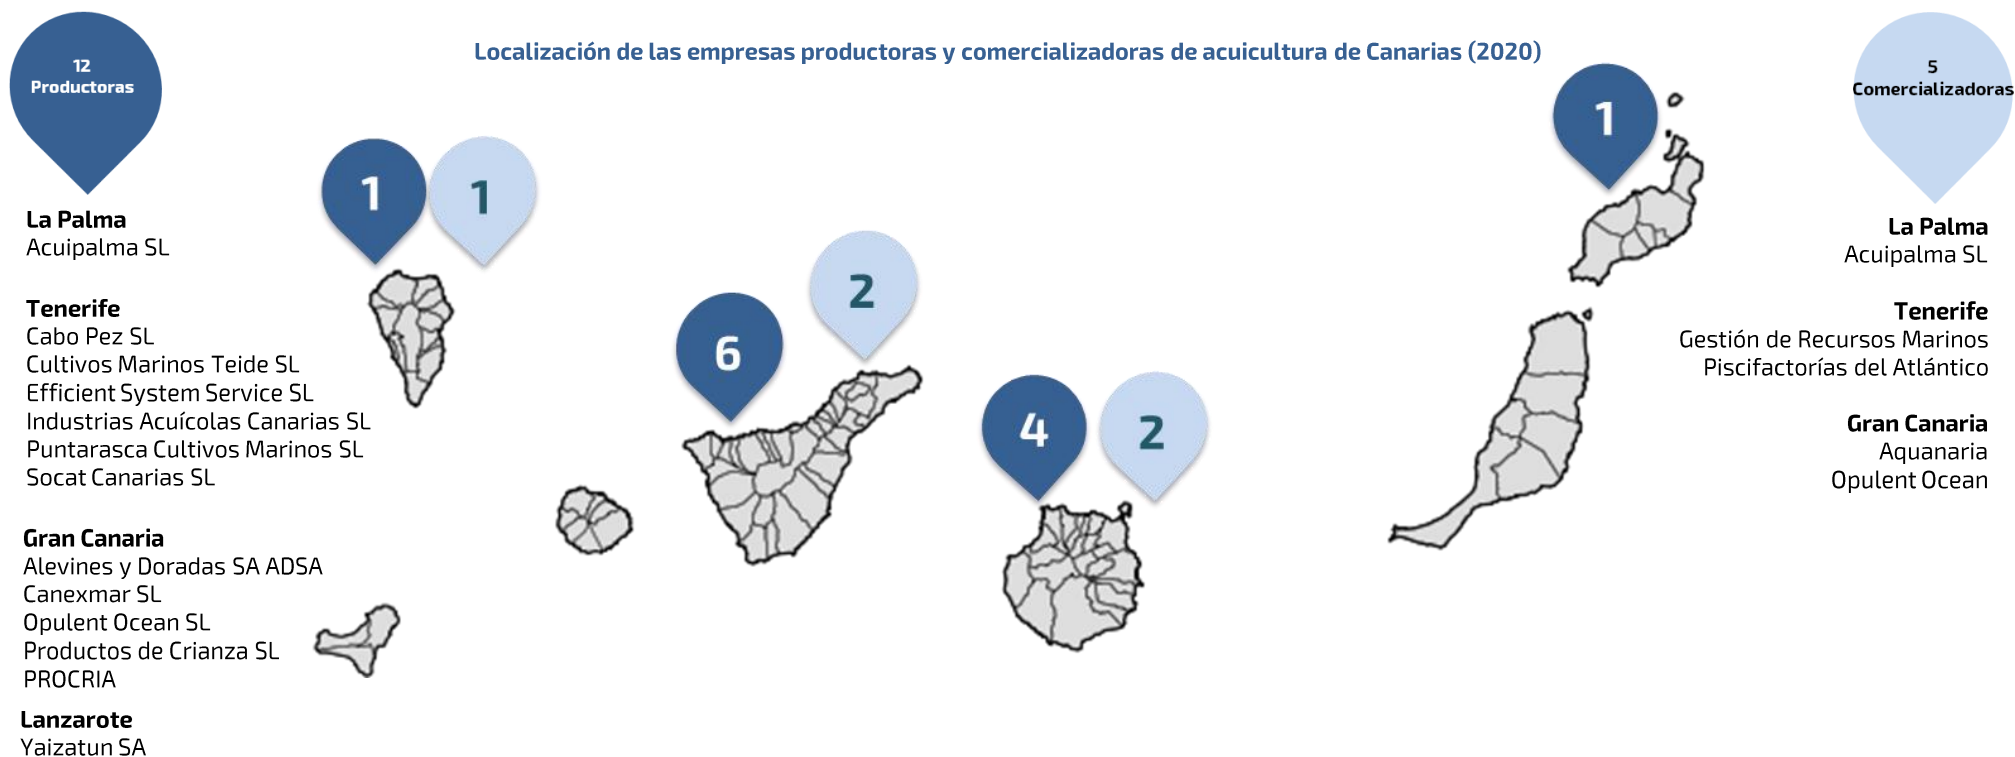 Localización de las empresas productoras y comercializadoras de acuicultura de Canarias (2020)
12
Productoras
La Palma
Acuipalma SL
Tenerife
Cabo Pez SL
Cultivos Marinos Teide SL
Efficient System Service SL
Industrias Acuícolas Canarias SL
Puntarasca Cultivos Marinos SL
Socat Canarias SL
Gran Canaria
Alevines y Doradas SA ADSA
Canexmar SL
Opulent Ocean SL
Productos de Crianza SL
PROCRIA
Lanzarote
Yaizatun SA
1
1
6
2
4
2
1
5
Comercializadoras
La Palma
Acuipalma SL
Tenerife
Gestión de Recursos Marinos
Piscifactorías del Atlántico
Gran Canaria
Aquanaria
Opulent Ocean